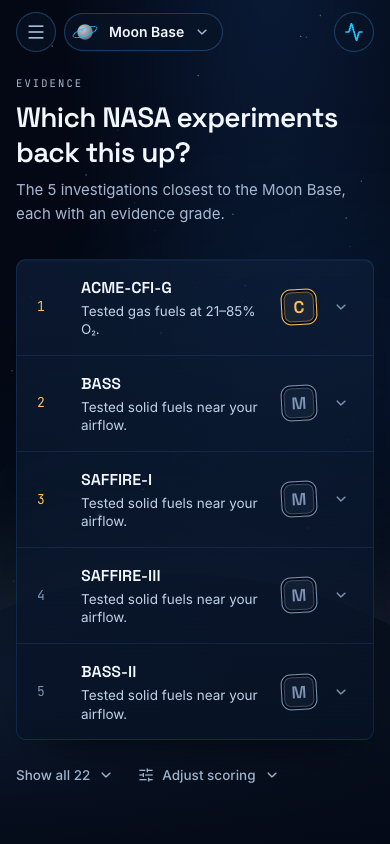 Moon Base
EVIDENCE
Which NASA experiments
back this up?
The 5 investigations closest to the Moon Base,
each with an evidence grade.
1
ACME-CFI-G
Tested gas fuels at 21–85%
O₂.
C
2
BASS
Tested solid fuels near your
airflow.
M
3
SAFFIRE-I
Tested solid fuels near your
airflow.
M
4
SAFFIRE-III
Tested solid fuels near your
airflow.
M
5
BASS-II
Tested solid fuels near your
airflow.
M
Show all 22
Adjust scoring